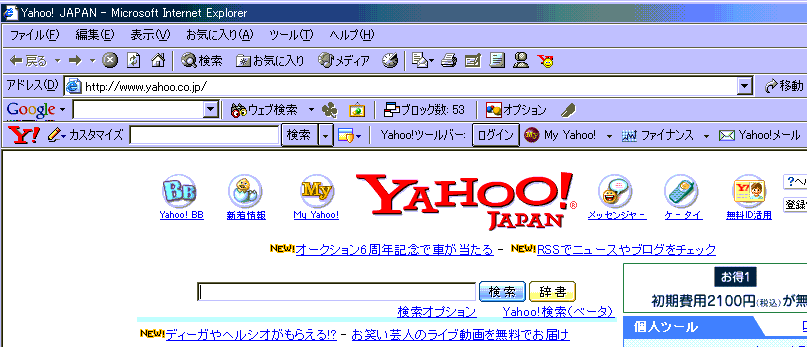 Yahoo! JAPAN - Microsoft Internet Explorer
ファイル(F) 編集(E) 表示(V) お気に入り(A) ツール(T) ヘルプ(H)
戻る 検索 お気に入り メディア
アドレス(D) http://www.yahoo.co.jp/ 移動
Google ウェブ検索 ブロック数: 53 オプション
Y! カスタマイズ 検索 Yahoo!ツールバー: ログイン My Yahoo! ファイナンス Yahoo!メール
BB My YAHOO! JAPAN ® Y! ?ヘ
Yahoo! BB 新着情報 My Yahoo! メッセンジャー ケータイ 無料ID活用 登録
NEW!オークション6周年記念で車が当たる - NEW!RSSでニュースやブログをチェック
検索 辞書 お得1
検索オプション Yahoo!検索(ベータ) 初期費用2100円(税込)が無
NEW!ディーガやヘルシオがもらえる!? - お笑い芸人のライブ動画を無料でお届け 個人ツール